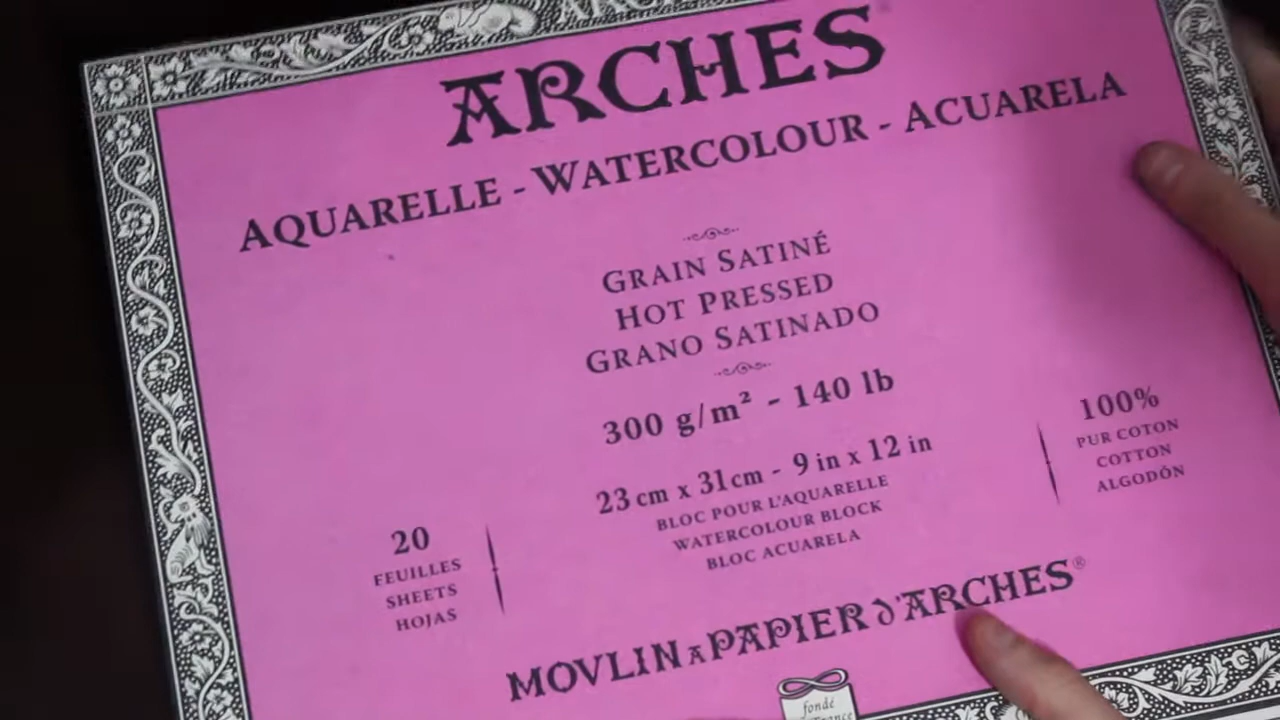 ARCHES
AQUARELLE - WATERCOLOUR - ACUARELA
GRAIN SATINÉ
HOT PRESSED
GRANO SATINADO
300 g/m² - 140 lb
23 cm x 31 cm - 9 in x 12 in
BLOC POUR L'AQUARELLE
WATERCOLOUR BLOCK
BLOC ACUARELA
20
FEUILLES
SHEETS
HOJAS
100%
PUR COTON
COTTON
ALGODÓN
MOVLIN A PAPIER d'ARCHES®
fondé